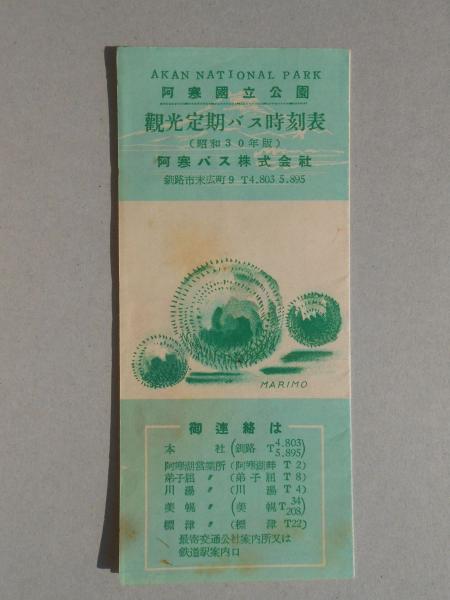 AKAN NATIONAL PARK
阿寒國立公園
觀光定期バス時刻表
(昭和30年版)
阿寒バス株式会社
釧路市末広町9 T4.803 5.895
MARIMO
御連絡は
本社(釧路 T4.803 5.895)
阿寒湖営業所(阿寒湖畔 T2)
弟子屈 〃 (弟子屈 T8)
川湯 〃 (川湯 T4)
美幌 〃 (美幌 T34 208)
標津 〃 (標津 T22)
最寄交通公社案内所又は
鉄道駅案内口